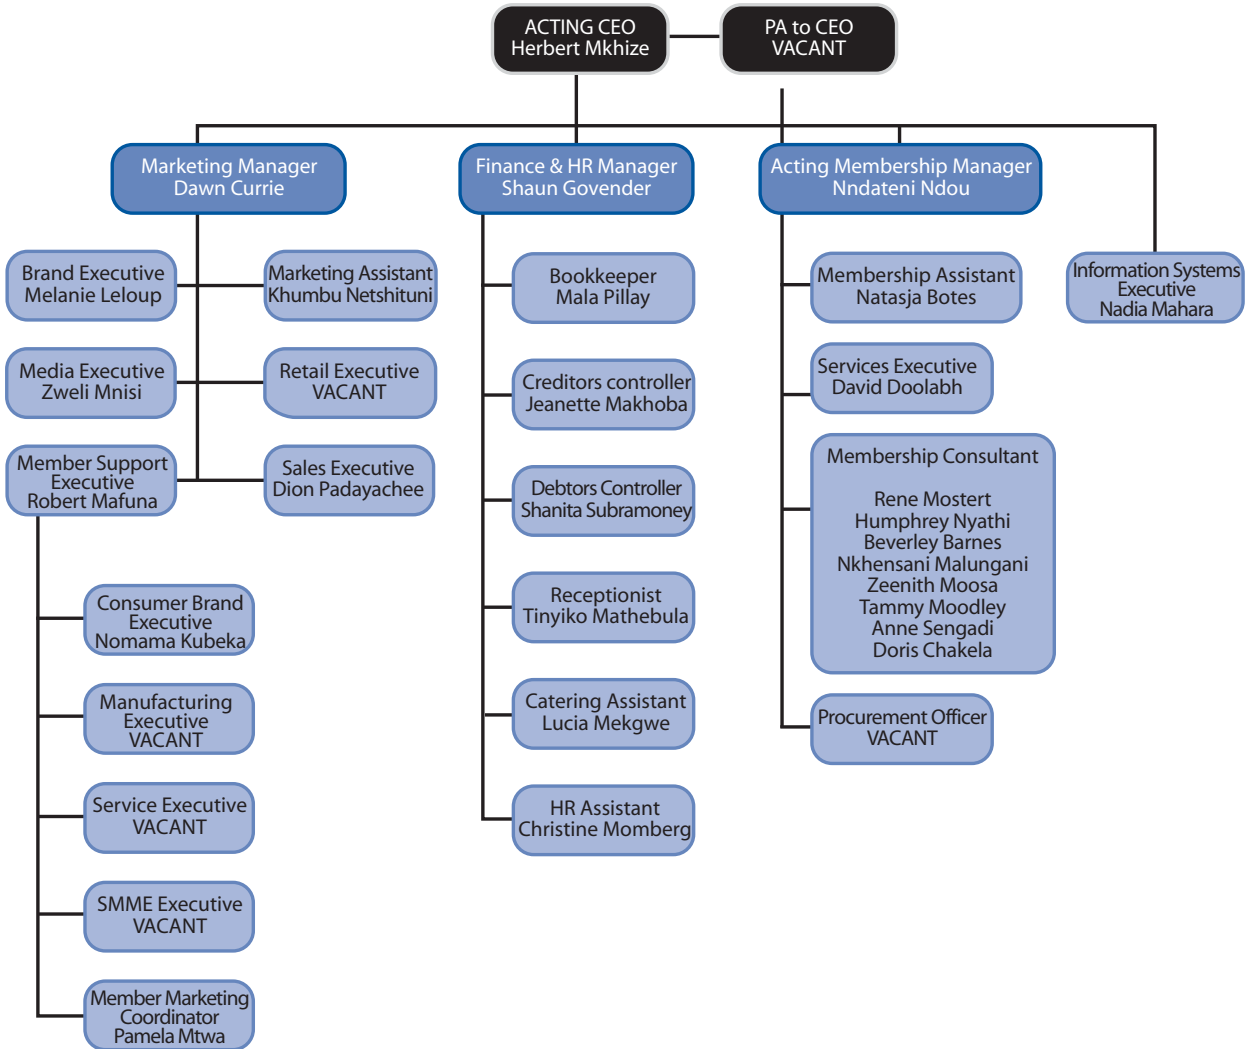 ACTING CEO
Herbert Mkhize
PA to CEO
VACANT
Marketing Manager
Dawn Currie
Finance & HR Manager
Shaun Govender
Acting Membership Manager
Nndateni Ndou
Brand Executive
Melanie Leloup
Marketing Assistant
Khumbu Netshituni
Media Executive
Zweli Mnisi
Retail Executive
VACANT
Member Support
Executive
Robert Mafuna
Sales Executive
Dion Padayachee
Consumer Brand
Executive
Nomama Kubeka
Manufacturing
Executive
VACANT
Service Executive
VACANT
SMME Executive
VACANT
Member Marketing
Coordinator
Pamela Mtwa
Bookkeeper
Mala Pillay
Creditors controller
Jeanette Makhoba
Debtors Controller
Shanita Subramoney
Receptionist
Tinyiko Mathebula
Catering Assistant
Lucia Mekgwe
HR Assistant
Christine Momberg
Membership Assistant
Natasja Botes
Services Executive
David Doolabh
Membership Consultant
Rene Mostert
Humphrey Nyathi
Beverley Barnes
Nkhensani Malungani
Zeenith Moosa
Tammy Moodley
Anne Sengadi
Doris Chakela
Procurement Officer
VACANT
Information Systems
Executive
Nadia Mahara